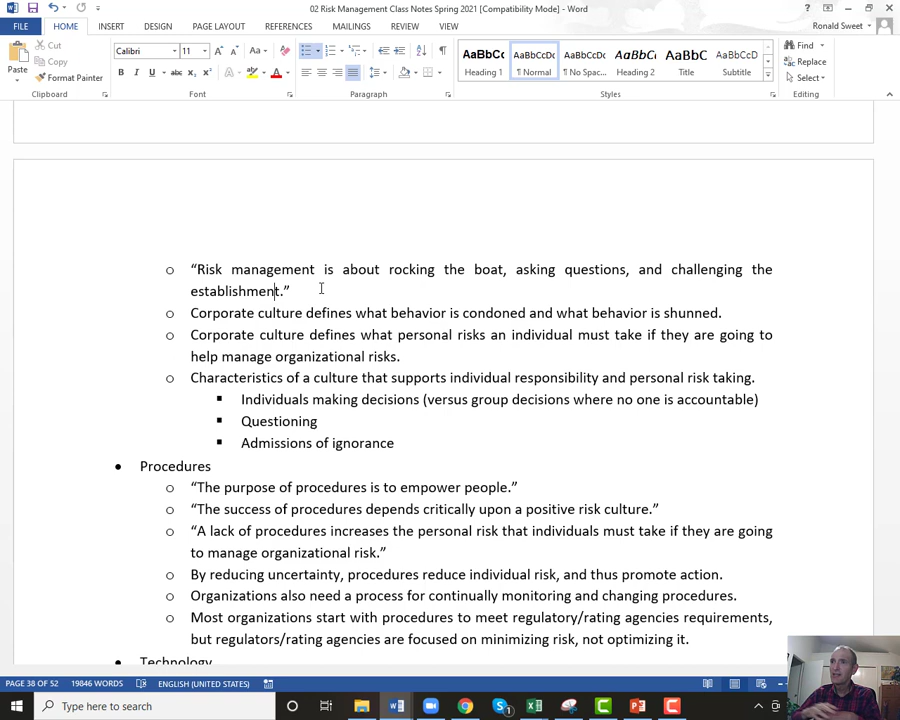 02 Risk Management Class Notes Spring 2021 [Compatibility Mode] - Word
FILE HOME INSERT DESIGN PAGE LAYOUT REFERENCES MAILINGS REVIEW VIEW Ronald Sweet
Cut
Copy
Paste
Format Painter
Calibri 11
AaBbCc AaBbCcDc AaBbCcDc AaBbC AaBbC AaBbCcD
Heading 1 ¶ Normal ¶ No Spac... Heading 2 Title Subtitle
Find
Replace
Select
Clipboard Font Paragraph Styles Editing
o “Risk management is about rocking the boat, asking questions, and challenging the
establishment.”
o Corporate culture defines what behavior is condoned and what behavior is shunned.
o Corporate culture defines what personal risks an individual must take if they are going to
help manage organizational risks.
o Characteristics of a culture that supports individual responsibility and personal risk taking.
▪ Individuals making decisions (versus group decisions where no one is accountable)
▪ Questioning
▪ Admissions of ignorance
• Procedures
o “The purpose of procedures is to empower people.”
o “The success of procedures depends critically upon a positive risk culture.”
o “A lack of procedures increases the personal risk that individuals must take if they are going
to manage organizational risk.”
o By reducing uncertainty, procedures reduce individual risk, and thus promote action.
o Organizations also need a process for continually monitoring and changing procedures.
o Most organizations start with procedures to meet regulatory/rating agencies requirements,
but regulators/rating agencies are focused on minimizing risk, not optimizing it.
• Technology
PAGE 38 OF 52 19846 WORDS ENGLISH (UNITED STATES)
Type here to search